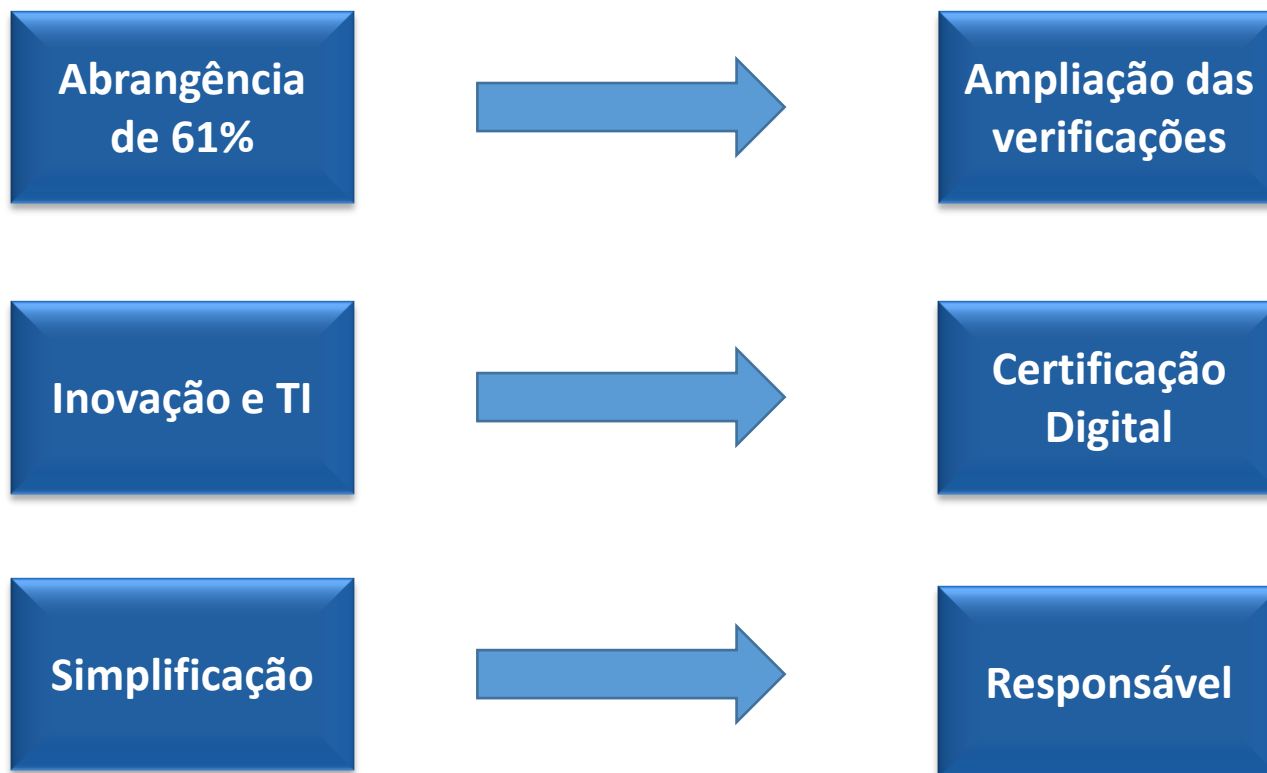 Abrangência
de 61%
Ampliação das
verificações
Inovação e TI
Certificação
Digital
Simplificação
Responsável